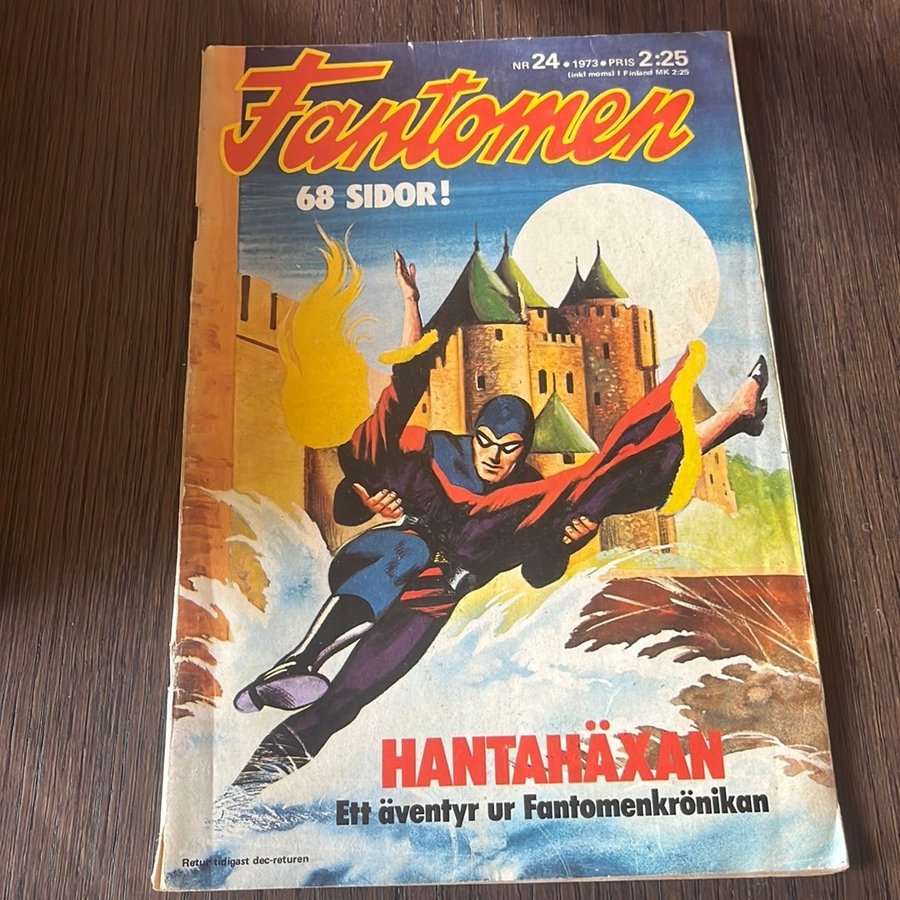 NR 24 • 1973 • PRIS 2:25
(inkl moms) I Finland MK 2:25
Fantomen
68 SIDOR!
HANTAHÄXAN
Ett äventyr ur Fantomenkrönikan
Retur tidigast dec-returen